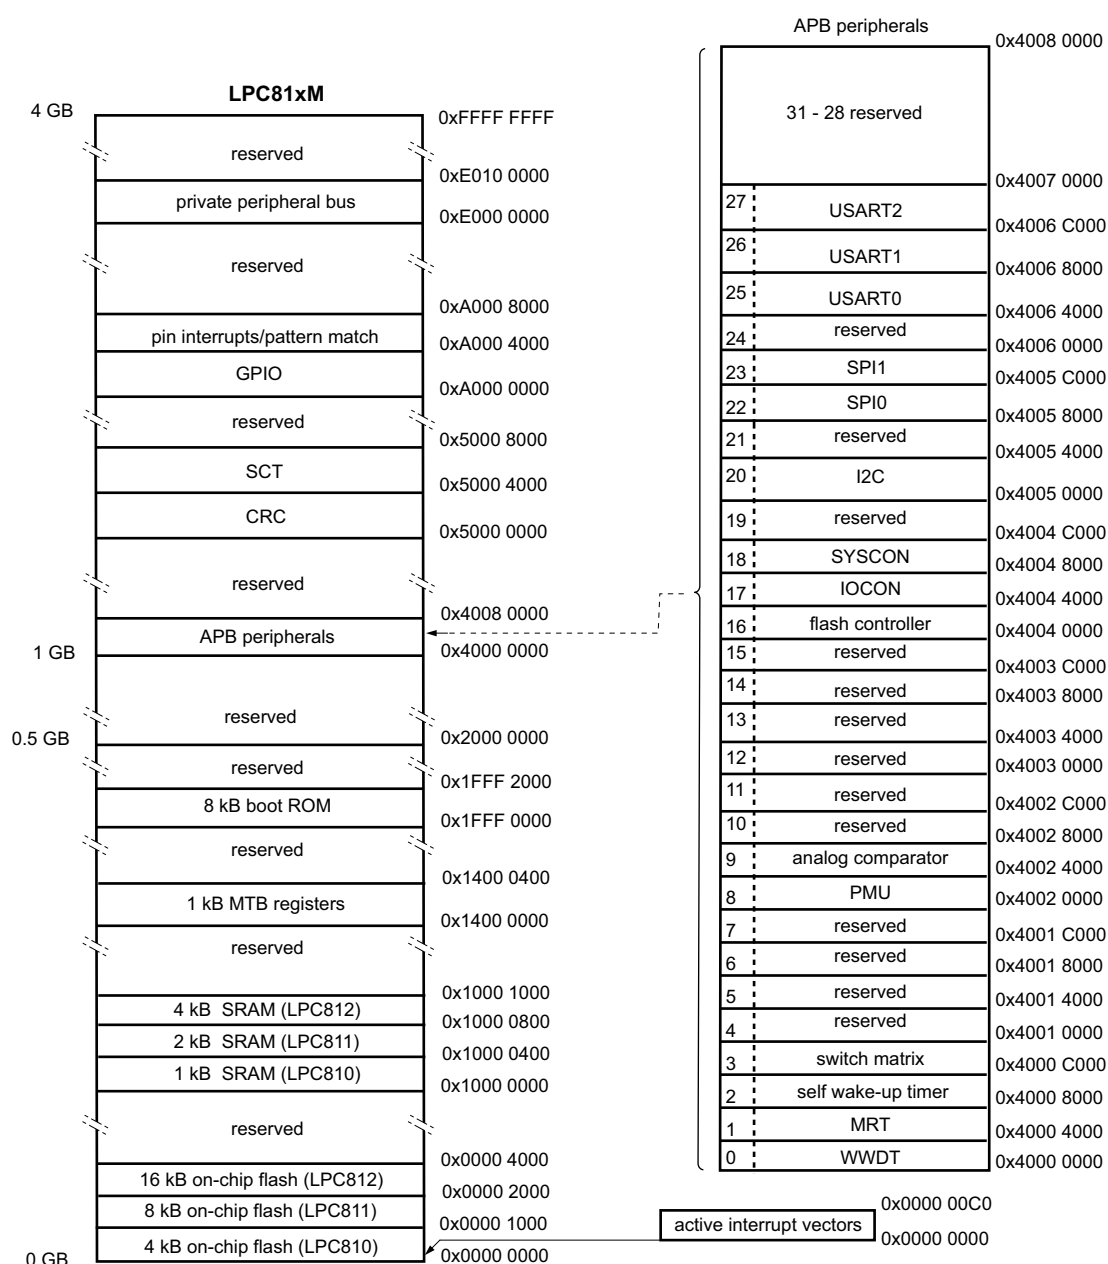 LPC81xM
4 GB
0xFFFF FFFF
reserved
0xE010 0000
private peripheral bus
0xE000 0000
reserved
0xA000 8000
pin interrupts/pattern match
0xA000 4000
GPIO
0xA000 0000
reserved
0x5000 8000
SCT
0x5000 4000
CRC
0x5000 0000
reserved
0x4008 0000
APB peripherals
1 GB
0x4000 0000
reserved
0.5 GB
0x2000 0000
reserved
0x1FFF 2000
8 kB boot ROM
0x1FFF 0000
reserved
0x1400 0400
1 kB MTB registers
0x1400 0000
reserved
0x1000 1000
4 kB SRAM (LPC812)
0x1000 0800
2 kB SRAM (LPC811)
0x1000 0400
1 kB SRAM (LPC810)
0x1000 0000
reserved
0x0000 4000
16 kB on-chip flash (LPC812)
0x0000 2000
8 kB on-chip flash (LPC811)
0x0000 1000
4 kB on-chip flash (LPC810)
0 GB
0x0000 0000
APB peripherals
0x4008 0000
31 - 28 reserved
0x4007 0000
27 USART2
0x4006 C000
26 USART1
0x4006 8000
25 USART0
0x4006 4000
24 reserved
0x4006 0000
23 SPI1
0x4005 C000
22 SPI0
0x4005 8000
21 reserved
0x4005 4000
20 I2C
0x4005 0000
19 reserved
0x4004 C000
18 SYSCON
0x4004 8000
17 IOCON
0x4004 4000
16 flash controller
0x4004 0000
15 reserved
0x4003 C000
14 reserved
0x4003 8000
13 reserved
0x4003 4000
12 reserved
0x4003 0000
11 reserved
0x4002 C000
10 reserved
0x4002 8000
9 analog comparator
0x4002 4000
8 PMU
0x4002 0000
7 reserved
0x4001 C000
6 reserved
0x4001 8000
5 reserved
0x4001 4000
4 reserved
0x4001 0000
3 switch matrix
0x4000 C000
2 self wake-up timer
0x4000 8000
1 MRT
0x4000 4000
0 WWDT
0x4000 0000
0x0000 00C0
active interrupt vectors
0x0000 0000